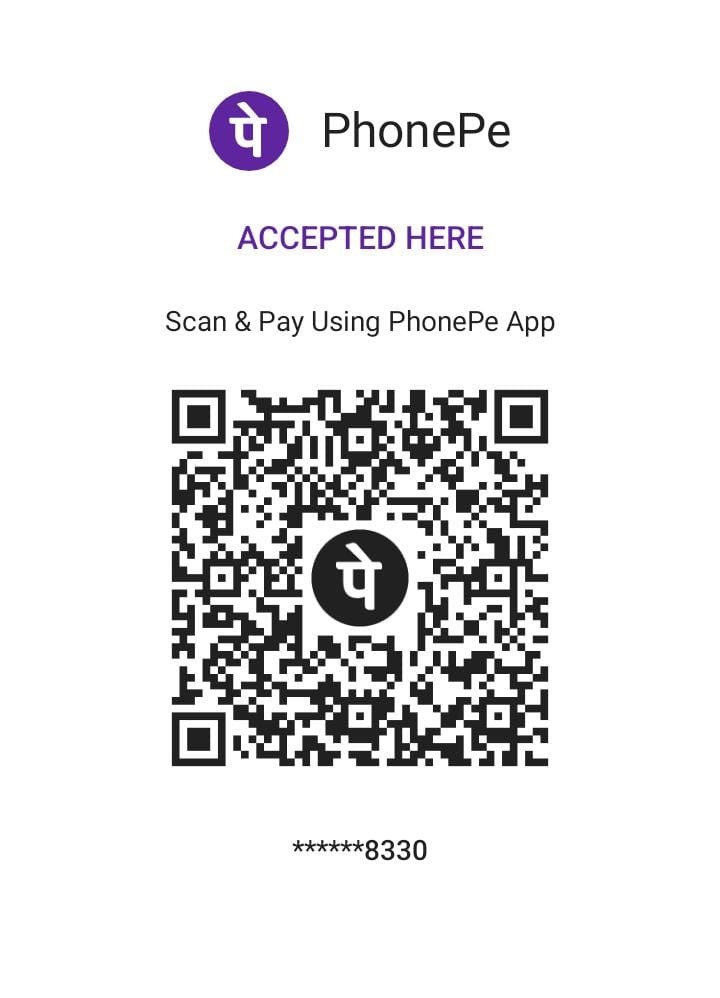 पे PhonePe
ACCEPTED HERE
Scan & Pay Using PhonePe App
पे
******8330